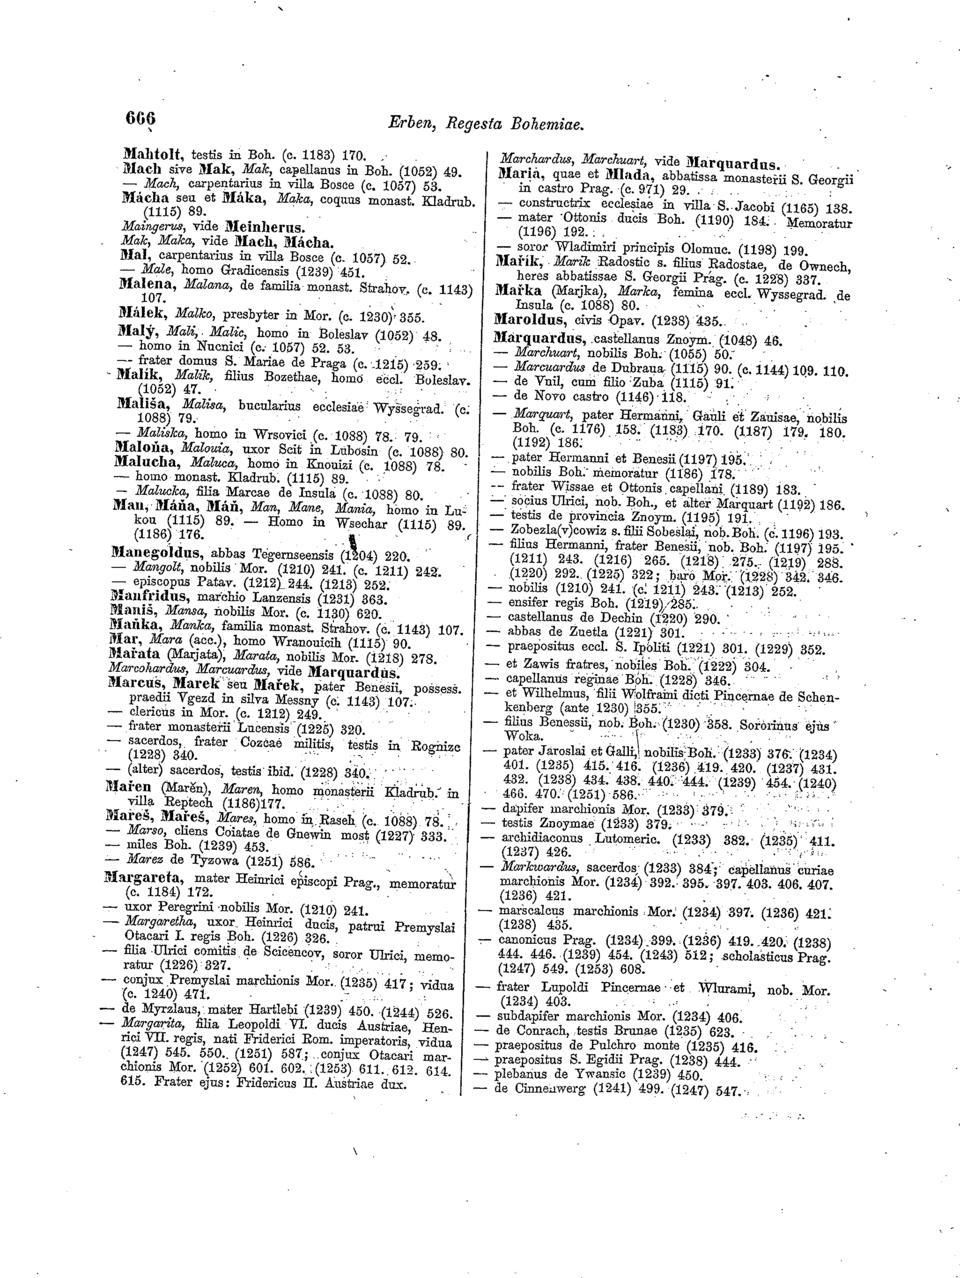 666
Erben, Regesta Bohemiae.
Mahtolt, testis in Boh. (c. 1183) 170.
Mach sive Mak, Mak, capellanus in Boh. (1052) 49.
— Mach, carpentarius in villa Bosce (c. 1057) 53.
Mácha seu et Máka, Maka, coquus monast. Kladrub.
(1115) 89.
Maingerus, vide Meinherus.
Mak, Maka, vide Mach, Mácha.
Mal, carpentarius in villa Bosce (c. 1057) 52.
— Male, homo Gradicensis (1239) 451.
Malena, Malana, de familia monast. Strahov. (c. 1143)
107.
Málek, Malko, presbyter in Mor. (c. 1230) 355.
Malý, Mali, Malic, homo in Boleslav (1052) 48.
— homo in Nucnici (c. 1057) 52. 53.
— frater domus S. Mariae de Praga (c. 1215) 259.
Malík, Malik, filius Bozethae, homo eccl. Boleslav.
(1052) 47.
Mališa, Malisa, bucularius ecclesiae Wyssegrad. (c.
1088) 79.
— Maliska, homo in Wrsovici (c. 1088) 78. 79.
Maloňa, Malouia, uxor Scit in Lubosin (c. 1088) 80.
Malucha, Maluca, homo in Knouizi (c. 1088) 78.
— homo monast. Kladrub. (1115) 89.
— Malucka, filia Marcae de Insula (c. 1088) 80.
Man, Máňa, Máň, Man, Mane, Mania, homo in Lu-
kou (1115) 89. — Homo in Wsechar (1115) 89.
(1186) 176.
Manegoldus, abbas Tegernseensis (1204) 220.
— Mangolt, nobilis Mor. (1210) 241. (c. 1211) 242.
— episcopus Patav. (1212) 244. (1213) 252.
Manfridus, marchio Lanzensis (1231) 363.
Maniš, Mansa, nobilis Mor. (c. 1130) 620.
Maňka, Manka, familia monast. Strahov. (c. 1143) 107.
Mar, Mara (acc.), homo Wranouicih (1115) 90.
Mařata (Marjata), Marata, nobilis Mor. (1218) 278.
Marcohardus, Marcuardus, vide Marquardus.
Marcus, Marek seu Mařek, pater Benesii, possess.
praedii Vgezd in silva Messny (c. 1143) 107.
— clericus in Mor. (c. 1212) 249.
— frater monasterii Lucensis (1225) 320.
— sacerdos, frater Cozcae militis, testis in Rognizc
(1228) 340.
— (alter) sacerdos, testis ibid. (1228) 340.
Mařen (Marěn), Maren, homo monasterii Kladrub. in
villa Reptech (1186)177.
Mareš, Mařeš, Mares, homo in Raseh (c. 1088) 78.
— Marso, cliens Coiatae de Gnewin most (1227) 333.
— miles Boh. (1239) 453.
— Marez de Tyzowa (1251) 586.
Margareta, mater Heinrici episcopi Prag., memoratur
(c. 1184) 172.
— uxor Peregrini nobilis Mor. (1210) 241.
— Margaretha, uxor Heinrici ducis, patrui Premyslai
Otacari I. regis Boh. (1226) 326.
— filia Ulrici comitis de Scicencov, soror Ulrici, memo-
ratur (1226) 327.
— conjux Premyslai marchionis Mor. (1235) 417; vidua
(c. 1240) 471.
— de Myrzlaus, mater Hartlebi (1239) 450. (1244) 526.
— Margarita, filia Leopoldi VI. ducis Austriae, Hen-
rici VII. regis, nati Friderici Rom. imperatoris, vidua
(1247) 545. 550. (1251) 587; conjux Otacari mar-
chionis Mor. (1252) 601. 602. (1253) 611. 612. 614.
615. Frater ejus: Fridericus II. Austriae dux.
Marchardus, Marchuart, vide Marquardus.
Maria, quae et Mlada, abbatissa monasterii S. Georgii
in castro Prag. (c. 971) 29.
— constructrix ecclesiae in villa S. Jacobi (1165) 138.
— mater Ottonis ducis Boh. (1190) 184. Memoratur
(1196) 192.
— soror Wladimiri principis Olomuc. (1198) 199.
Mařík, Marik Radostic s. filius Radostae, de Ownech,
heres abbatissae S. Georgii Prag. (c. 1228) 337.
Mařka (Marjka), Marka, femina eccl. Wyssegrad. de
Insula (c. 1088) 80.
Maroldus, civis Opav. (1238) 435.
Marquardus, castellanus Znoym. (1048) 46.
— Marchuart, nobilis Boh. (1055) 50.
— Marcuardus de Dubraua (1115) 90. (c. 1144) 109. 110.
— de Vnil, cum filio Zuba (1115) 91.
— de Novo castro (1146) 118.
— Marquart, pater Hermanni, Gauli et Zauisae, nobilis
Boh. (c. 1176) 158. (1183) 170. (1187) 179. 180.
(1192) 186.
— pater Hermanni et Benesii (1197) 195.
— nobilis Boh. memoratur (1186) 178.
— frater Wissae et Ottonis capellani (1189) 183.
— socius Ulrici, nob. Boh., et alter Marquart (1192) 186.
— testis de provincia Znoym. (1195) 191.
— Zobezla(v)cowiz s. filii Sobeslai, nob. Boh. (c. 1196) 193.
— filius Hermanni, frater Benesii, nob. Boh. (1197) 195.
(1211) 243. (1216) 265. (1218) 275. (1219) 288.
(1220) 292. (1225) 322; baro Mor. (1228) 342. 346.
— nobilis (1210) 241. (c. 1211) 243. (1213) 252.
— ensifer regis Boh. (1219) 285.
— castellanus de Dechin (1220) 290.
— abbas de Zuetla (1221) 301.
— praepositus eccl. S. Ipoliti (1221) 301. (1229) 352.
— et Zawis fratres, nobiles Boh. (1222) 304.
— capellanus reginae Boh. (1228) 346.
— et Wilhelmus, filii Wolframi dicti Pincernae de Schen-
kenberg (ante 1230) 355.
— filius Benessii, nob. Boh. (1230) 358. Sororinus ejus
Woka.
— pater Jaroslai et Galli, nobilis Boh. (1233) 376. (1234)
401. (1235) 415. 416. (1236) 419. 420. (1237) 431.
432. (1238) 434. 438. 440. 444. (1239) 454. (1240)
466. 470. (1251) 586.
— dapifer marchionis Mor. (1233) 379.
— testis Znoymae (1233) 379.
— archidiaconus Lutomeric. (1233) 382. (1235) 411.
(1237) 426.
— Markwardus, sacerdos (1233) 384; capellanus curiae
marchionis Mor. (1234) 392. 395. 397. 403. 406. 407.
(1236) 421.
— marscalcus marchionis Mor. (1234) 397. (1236) 421.
(1238) 435.
— canonicus Prag. (1234) 399. (1236) 419. 420. (1238)
444. 446. (1239) 454. (1243) 512; scholasticus Prag.
(1247) 549. (1253) 608.
— frater Lupoldi Pincernae et Wlurami, nob. Mor.
(1234) 403.
— subdapifer marchionis Mor. (1234) 406.
— de Conrach, testis Brunae (1235) 623.
— praepositus de Pulchro monte (1235) 416.
— praepositus S. Egidii Prag. (1238) 444.
— plebanus de Ywansic (1239) 450.
— de Cinnenwerg (1241) 499. (1247) 547.